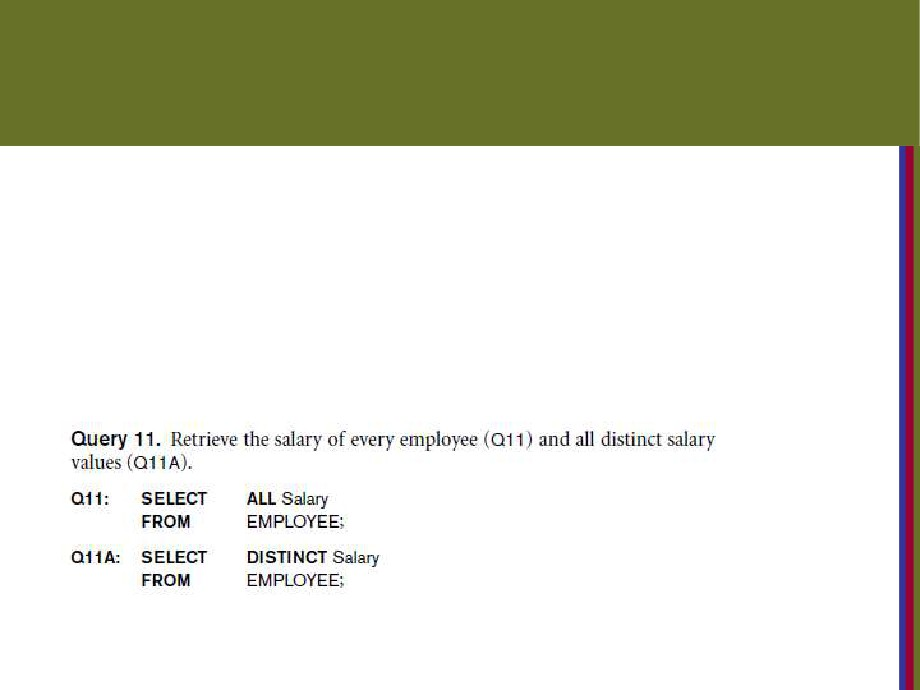 Query 11. Retrieve the salary of every employee (Q11) and all distinct salary
values (Q11A).
Q11: SELECT ALL Salary
FROM EMPLOYEE;
Q11A: SELECT DISTINCT Salary
FROM EMPLOYEE;